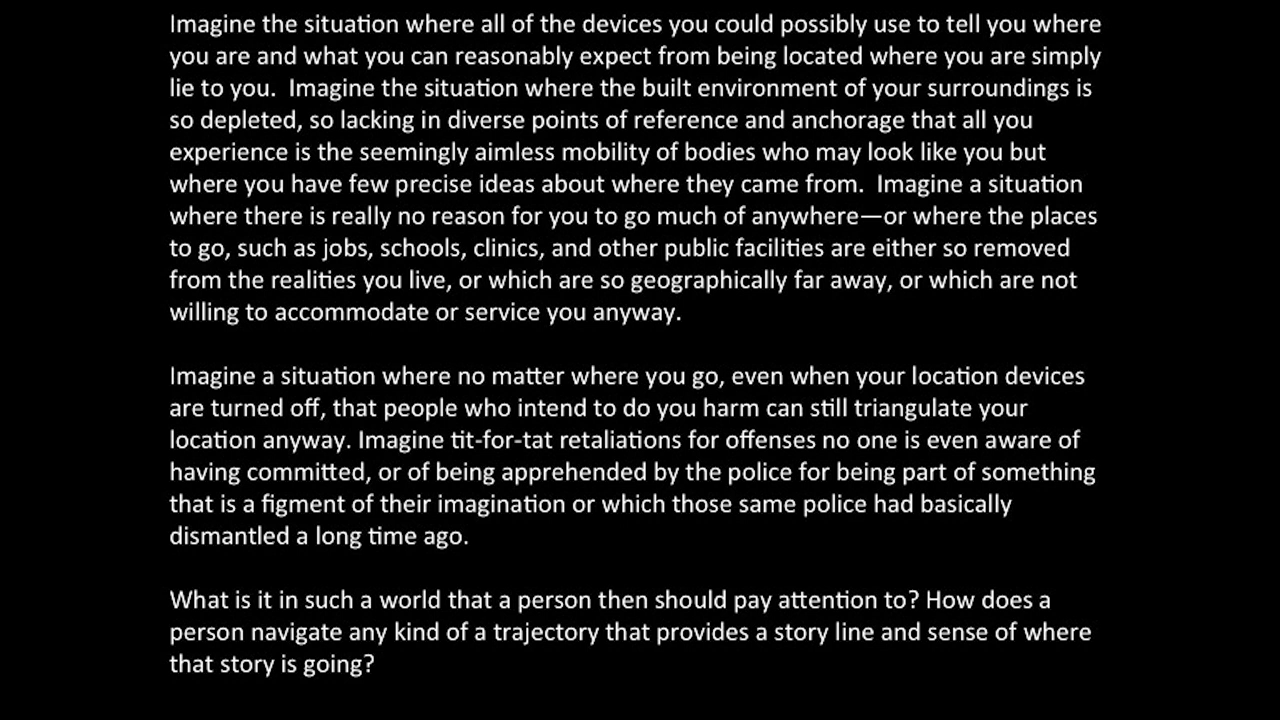 Imagine the situation where all of the devices you could possibly use to tell you where
you are and what you can reasonably expect from being located where you are simply
lie to you.  Imagine the situation where the built environment of your surroundings is
so depleted, so lacking in diverse points of reference and anchorage that all you
experience is the seemingly aimless mobility of bodies who may look like you but
where you have few precise ideas about where they came from.  Imagine a situation
where there is really no reason for you to go much of anywhere—or where the places
to go, such as jobs, schools, clinics, and other public facilities are either so removed
from the realities you live, or which are so geographically far away, or which are not
willing to accommodate or service you anyway.

Imagine a situation where no matter where you go, even when your location devices
are turned off, that people who intend to do you harm can still triangulate your
location anyway. Imagine tit-for-tat retaliations for offenses no one is even aware of
having committed, or of being apprehended by the police for being part of something
that is a figment of their imagination or which those same police had basically
dismantled a long time ago.

What is it in such a world that a person then should pay attention to? How does a
person navigate any kind of a trajectory that provides a story line and sense of where
that story is going?